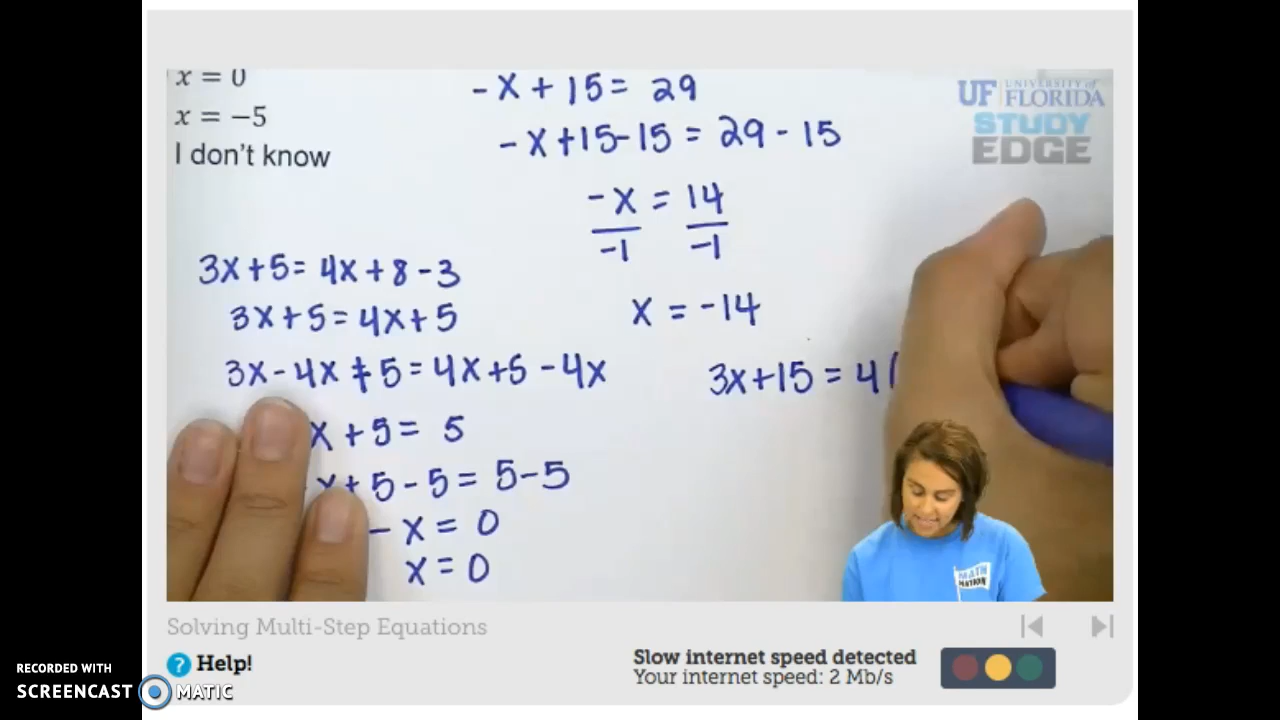 x = 0
x = −5
I don't know
-x + 15 = 29
-x+15-15 = 29 - 15
-x = 14
-1 -1
x = -14
3x+5 = 4x+8-3
3x+5 = 4x+5
3x-4x+5 = 4x+5-4x
x+5 = 5
x+5-5 = 5-5
-x = 0
x = 0
3x+15 = 4(
UF UNIVERSITY of FLORIDA
STUDY
EDGE
MATH
NATION
Solving Multi-Step Equations
? Help!
Slow internet speed detected
Your internet speed: 2 Mb/s
RECORDED WITH
SCREENCAST MATIC